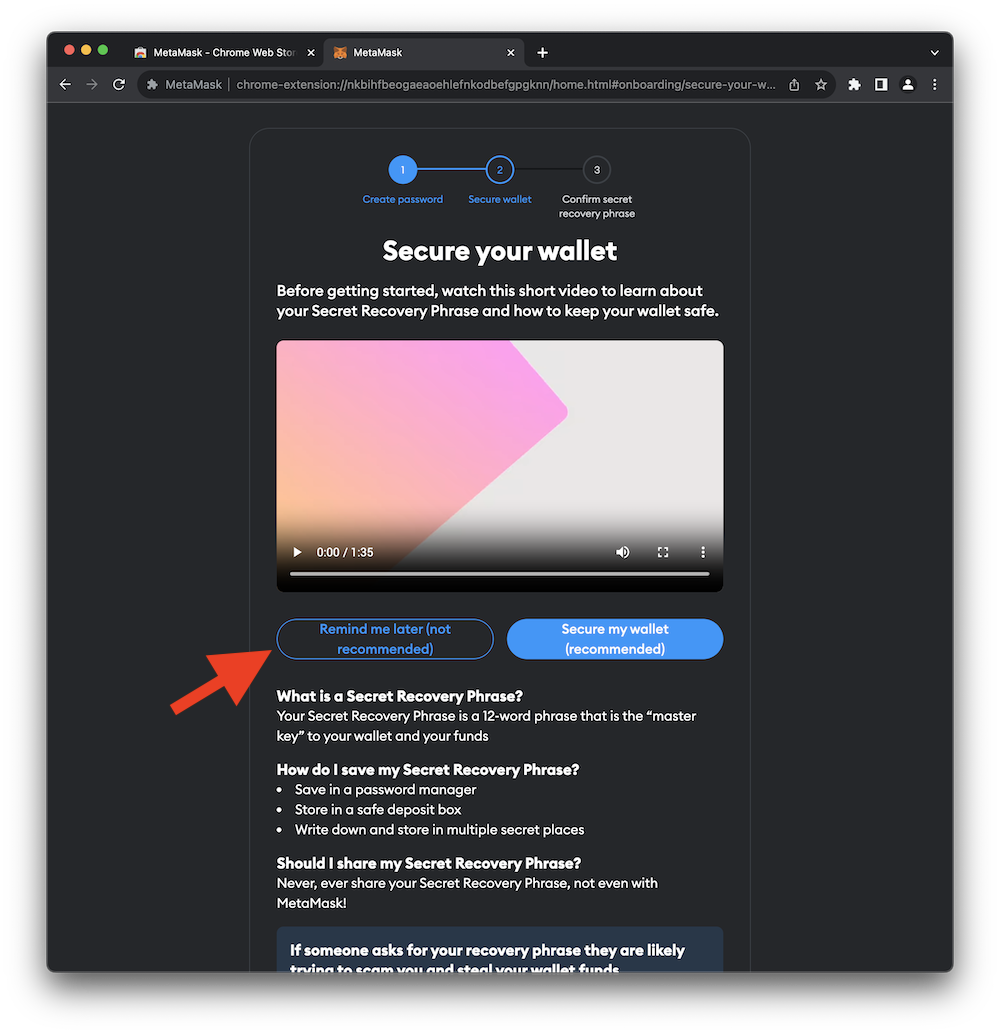 MetaMask - Chrome Web Stor
MetaMask
MetaMask
chrome-extension://nkbihfbeogaeaoehlefnkodbefgpgknn/home.html#onboarding/secure-your-w...
1
2
3
Create password
Secure wallet
Confirm secret
recovery phrase
Secure your wallet
Before getting started, watch this short video to learn about
your Secret Recovery Phrase and how to keep your wallet safe.
0:00 / 1:35
Remind me later (not
recommended)
Secure my wallet
(recommended)
What is a Secret Recovery Phrase?
Your Secret Recovery Phrase is a 12-word phrase that is the “master
key” to your wallet and your funds
How do I save my Secret Recovery Phrase?
• Save in a password manager
• Store in a safe deposit box
• Write down and store in multiple secret places
Should I share my Secret Recovery Phrase?
Never, ever share your Secret Recovery Phrase, not even with
MetaMask!
If someone asks for your recovery phrase they are likely
trying to scam you and steal your wallet funds